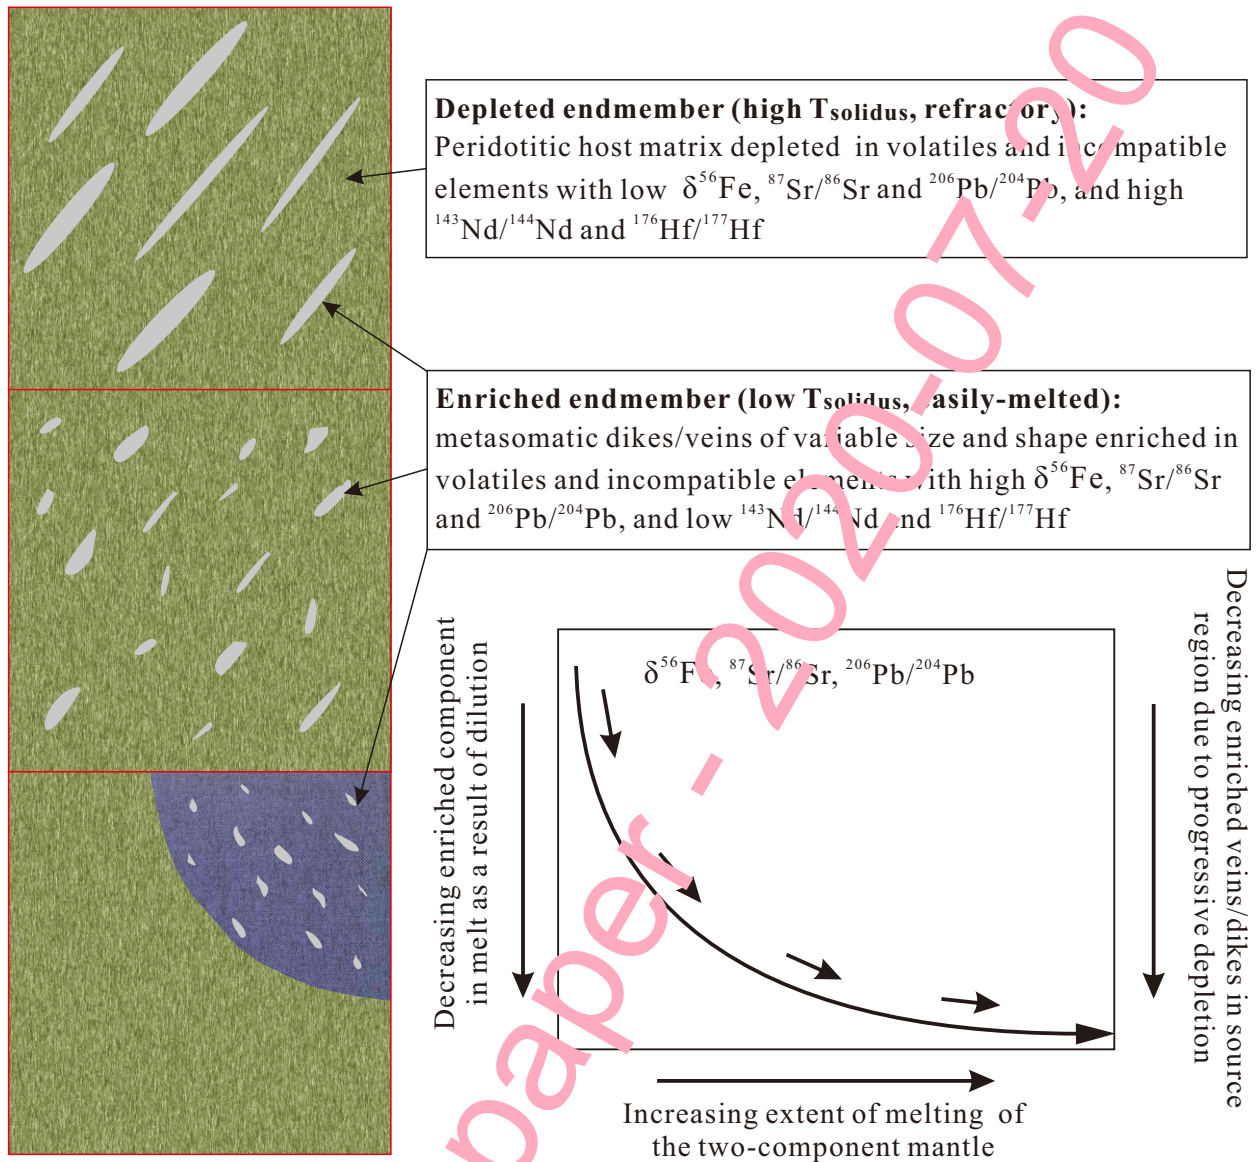 Depleted endmember (high Tsolidus, refractory):
Peridotitic host matrix depleted in volatiles and incompatible
elements with low δ⁵⁶Fe, ⁸⁷Sr/⁸⁶Sr and ²⁰⁶Pb/²⁰⁴Pb, and high
¹⁴³Nd/¹⁴⁴Nd and ¹⁷⁶Hf/¹⁷⁷Hf
Enriched endmember (low Tsolidus, easily-melted):
metasomatic dikes/veins of variable size and shape enriched in
volatiles and incompatible elements with high δ⁵⁶Fe, ⁸⁷Sr/⁸⁶Sr
and ²⁰⁶Pb/²⁰⁴Pb, and low ¹⁴³Nd/¹⁴⁴Nd and ¹⁷⁶Hf/¹⁷⁷Hf
Decreasing enriched component
in melt as a result of dilution
δ⁵⁶Fe, ⁸⁷Sr/⁸⁶Sr, ²⁰⁶Pb/²⁰⁴Pb
Decreasing enriched veins/dikes in source
region due to progressive depletion
Increasing extent of melting of
the two-component mantle
paper - 2020-07-20